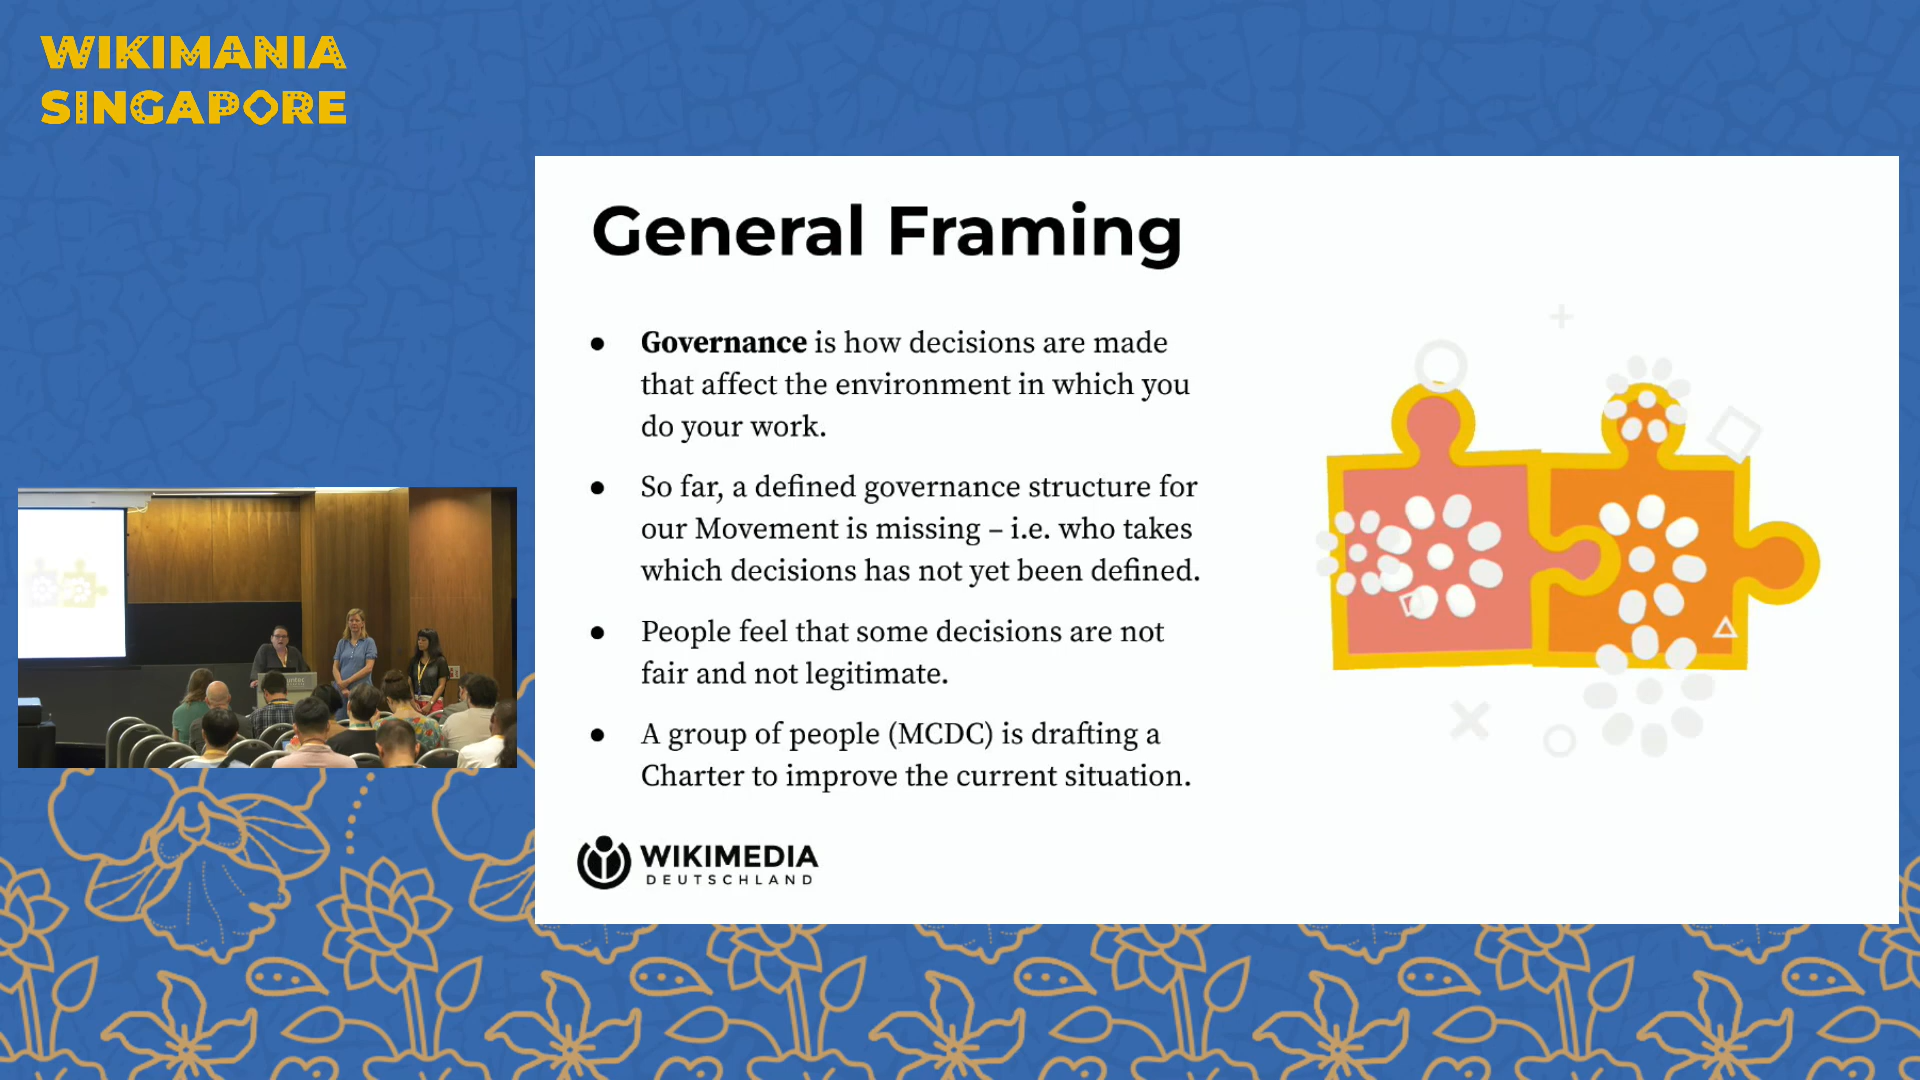 WIKIMANIA
SINGAPORE
General Framing
● Governance is how decisions are made
that affect the environment in which you
do your work.
● So far, a defined governance structure for
our Movement is missing – i.e. who takes
which decisions has not yet been defined.
● People feel that some decisions are not
fair and not legitimate.
● A group of people (MCDC) is drafting a
Charter to improve the current situation.
WIKIMEDIA
DEUTSCHLAND